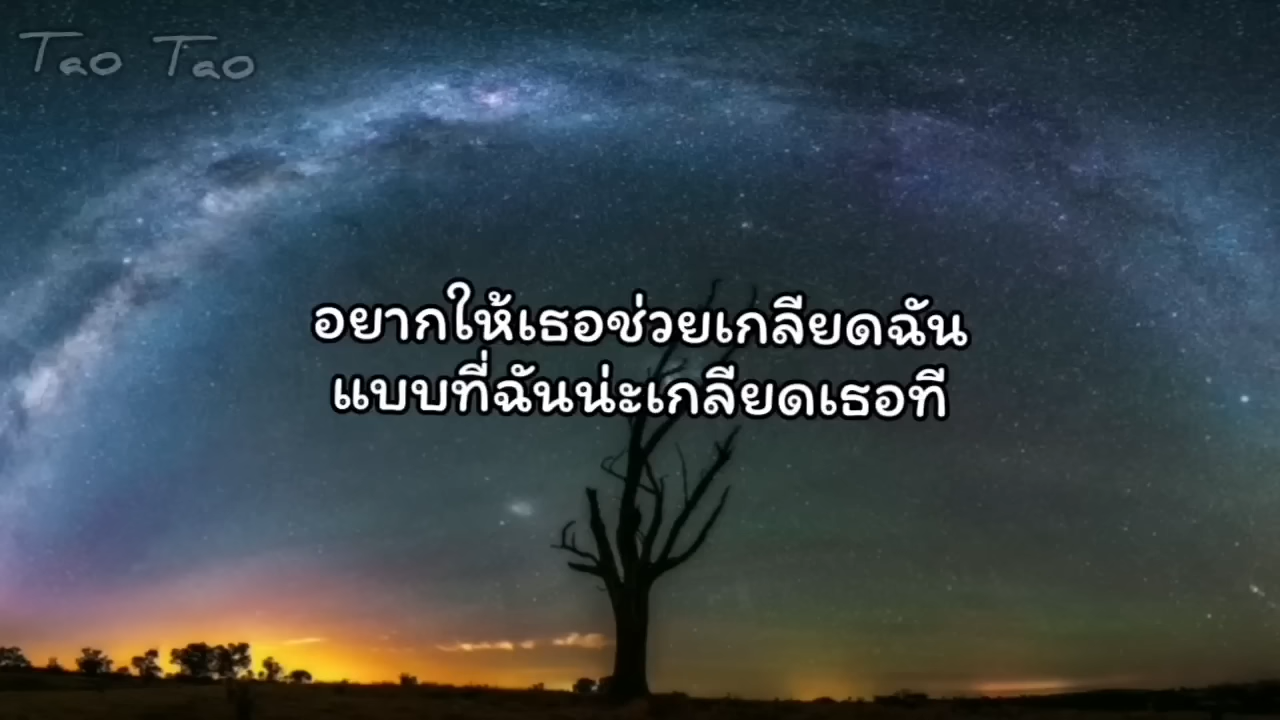 Tao Tao
อยากให้เธอช่วยเกลียดฉัน
แบบที่ฉันน่ะเกลียดเธอที